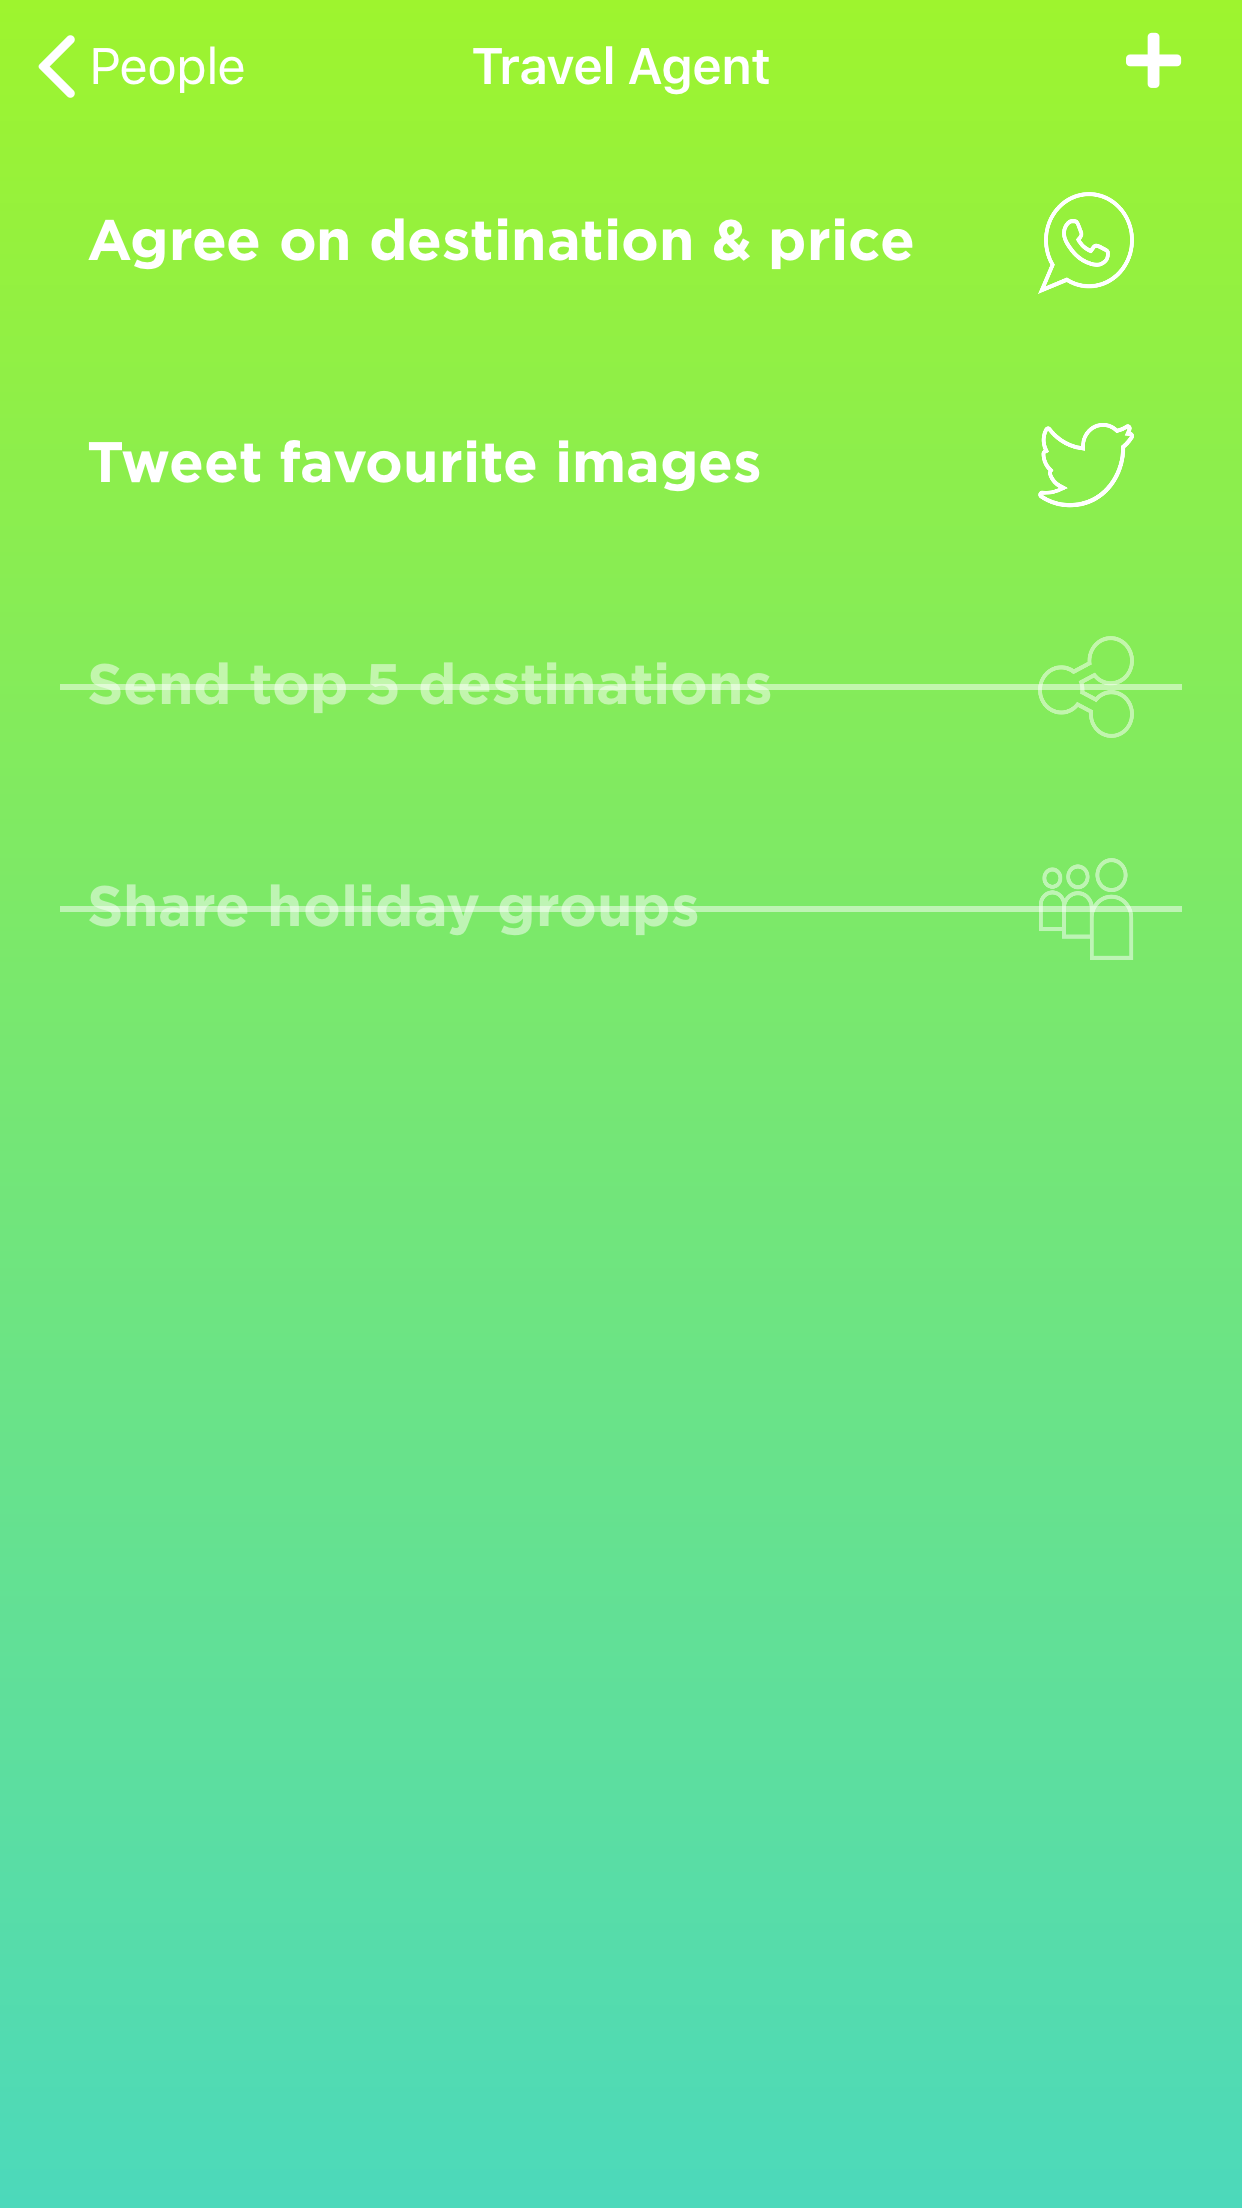 People
Travel Agent
Agree on destination & price
Tweet favourite images
Send top 5 destinations
Share holiday groups